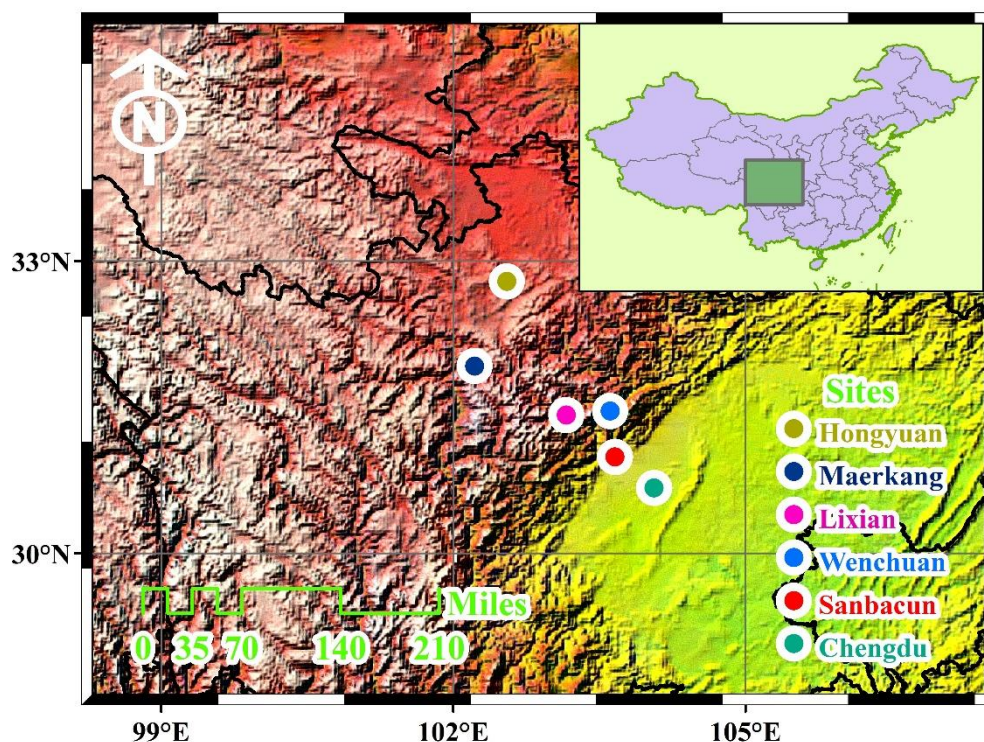 N
33°N
30°N
Sites
Hongyuan
Maerkang
Lixian
Wenchuan
Sanbacun
Chengdu
Miles
0 35 70 140 210
99°E 102°E 105°E